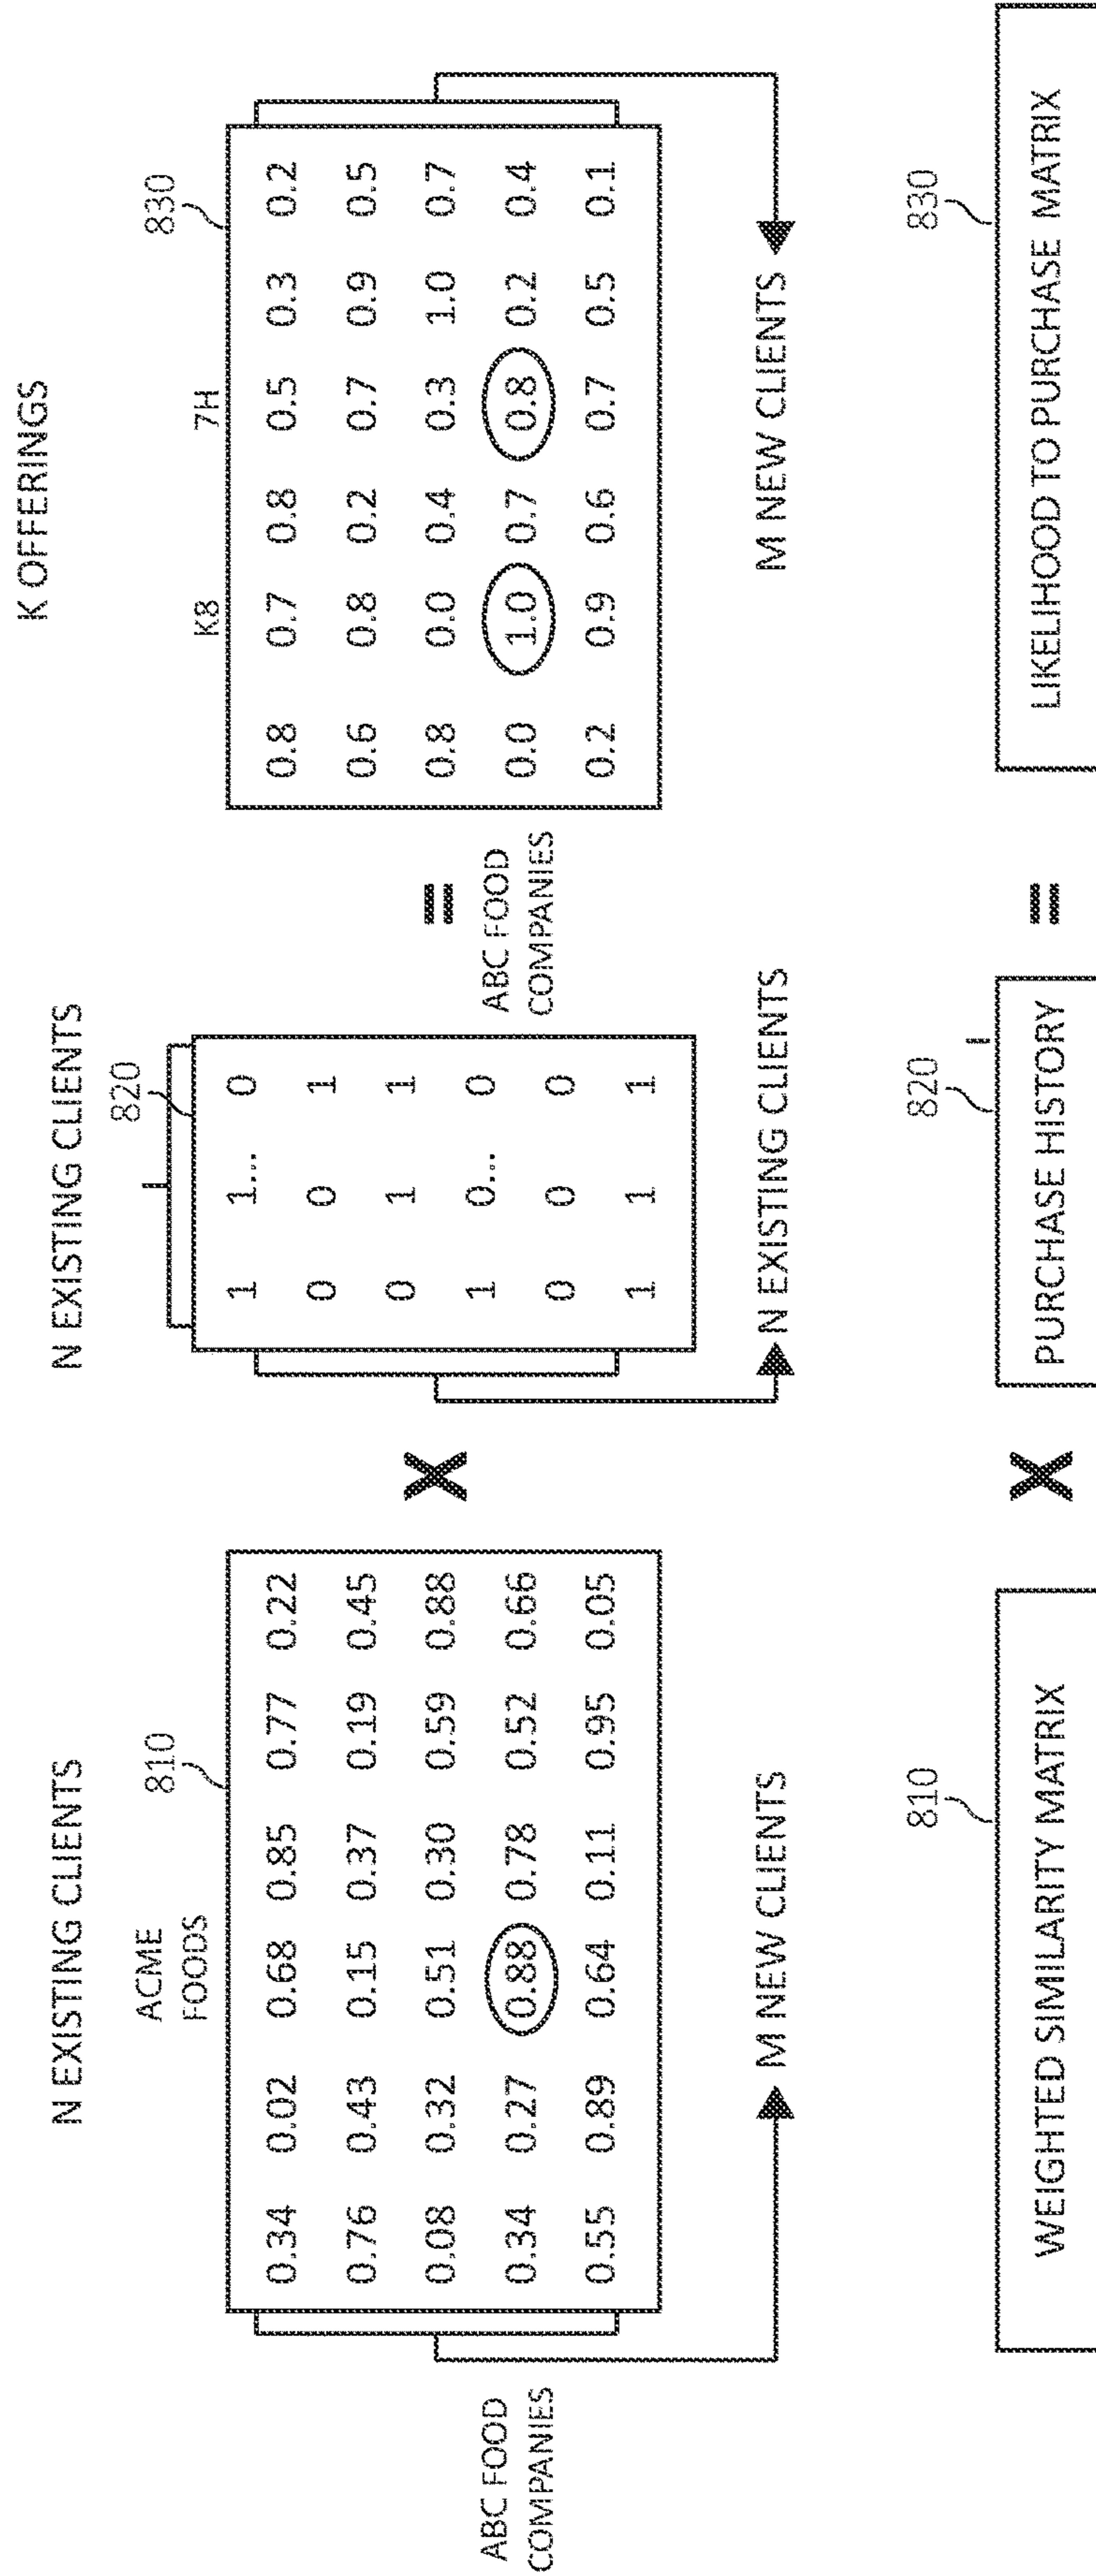 N EXISTING CLIENTS
ACME
FOODS
810
0.34 0.02 0.68 0.85 0.77 0.22
0.76 0.43 0.15 0.37 0.19 0.45
0.08 0.32 0.51 0.30 0.59 0.88
0.34 0.27 0.88 0.78 0.52 0.66
0.55 0.89 0.64 0.11 0.95 0.05
ABC FOOD
COMPANIES
M NEW CLIENTS
X
N EXISTING CLIENTS
820
1 1... 0
0 0 1
0 1 1
1 0... 0
0 0 0
1 1 1
N EXISTING CLIENTS
=
K OFFERINGS
K8 7H
830
0.8 0.7 0.8 0.5 0.3 0.2
0.6 0.8 0.2 0.7 0.9 0.5
0.8 0.0 0.4 0.3 1.0 0.7
0.0 1.0 0.7 0.8 0.2 0.4
0.2 0.9 0.6 0.7 0.5 0.1
ABC FOOD
COMPANIES
M NEW CLIENTS
810
WEIGHTED SIMILARITY MATRIX
X
820
PURCHASE HISTORY
=
830
LIKELIHOOD TO PURCHASE MATRIX